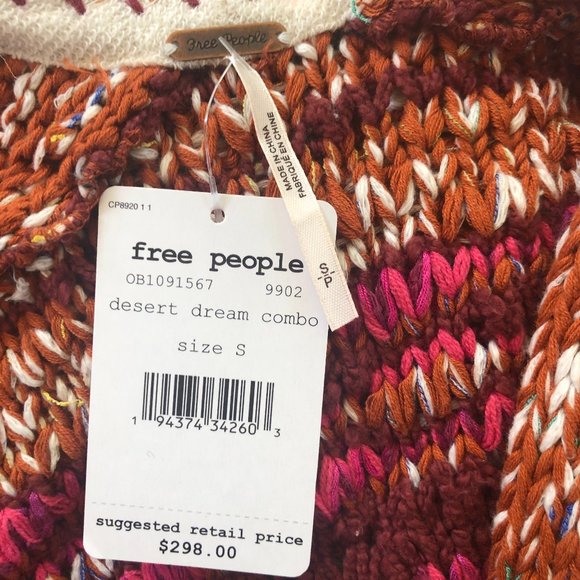 Free People
MADE IN CHINA
FABRIQUÉ EN CHINE
S/P
CP8920 1 1
free people
OB1091567 9902
desert dream combo
size S
1 94374 34260 3
suggested retail price
$298.00